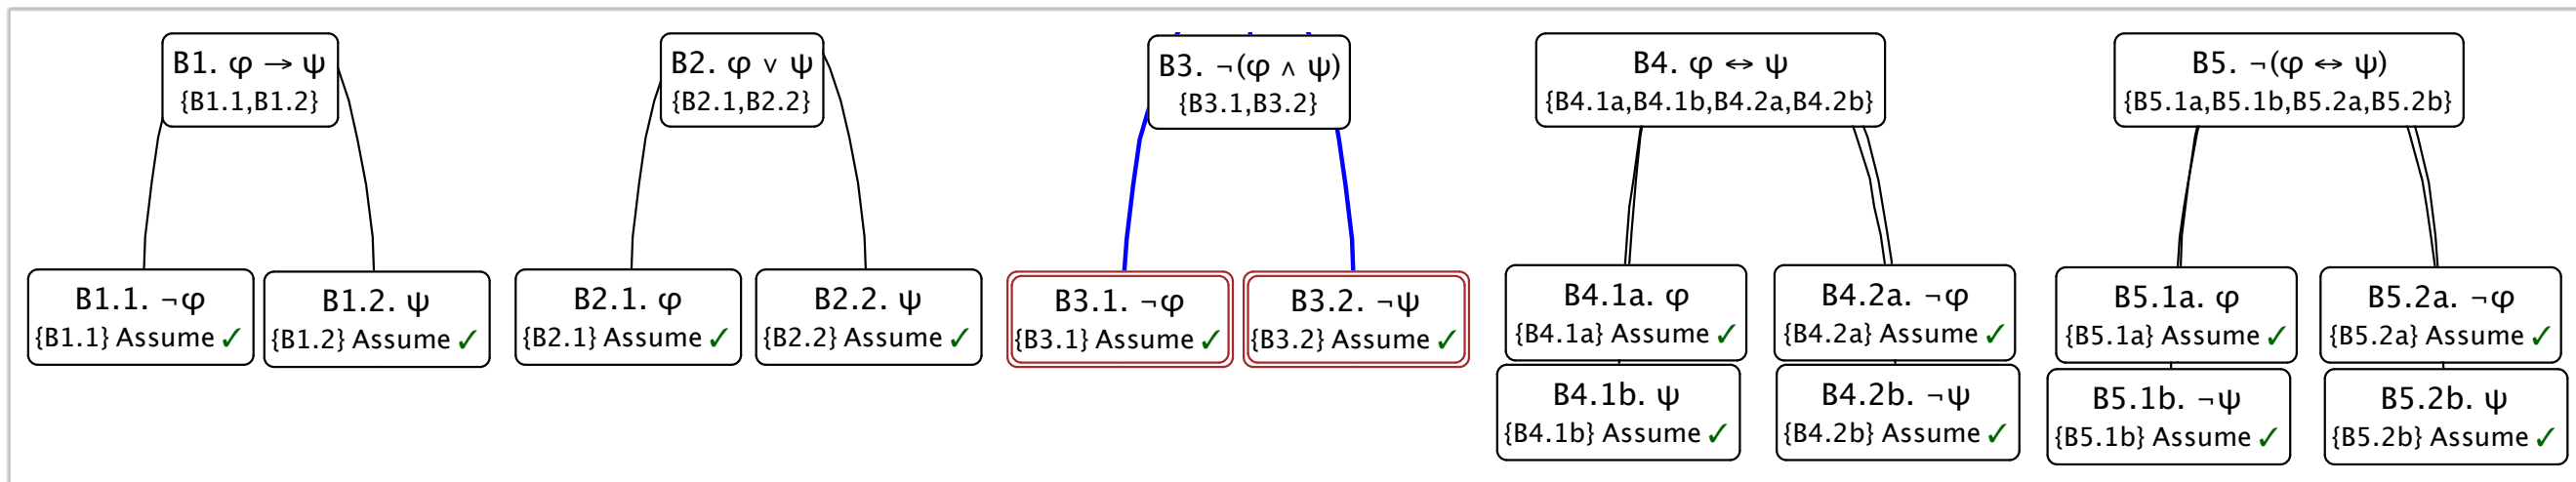 B1. φ → ψ
{B1.1,B1.2}
B2. φ ∨ ψ
{B2.1,B2.2}
B3. ¬(φ ∧ ψ)
{B3.1,B3.2}
B4. φ ↔ ψ
{B4.1a,B4.1b,B4.2a,B4.2b}
B5. ¬(φ ↔ ψ)
{B5.1a,B5.1b,B5.2a,B5.2b}
B1.1. ¬φ
{B1.1} Assume ✓
B1.2. ψ
{B1.2} Assume ✓
B2.1. φ
{B2.1} Assume ✓
B2.2. ψ
{B2.2} Assume ✓
B3.1. ¬φ
{B3.1} Assume ✓
B3.2. ¬ψ
{B3.2} Assume ✓
B4.1a. φ
{B4.1a} Assume ✓
B4.2a. ¬φ
{B4.2a} Assume ✓
B5.1a. φ
{B5.1a} Assume ✓
B5.2a. ¬φ
{B5.2a} Assume ✓
B4.1b. ψ
{B4.1b} Assume ✓
B4.2b. ¬ψ
{B4.2b} Assume ✓
B5.1b. ¬ψ
{B5.1b} Assume ✓
B5.2b. ψ
{B5.2b} Assume ✓